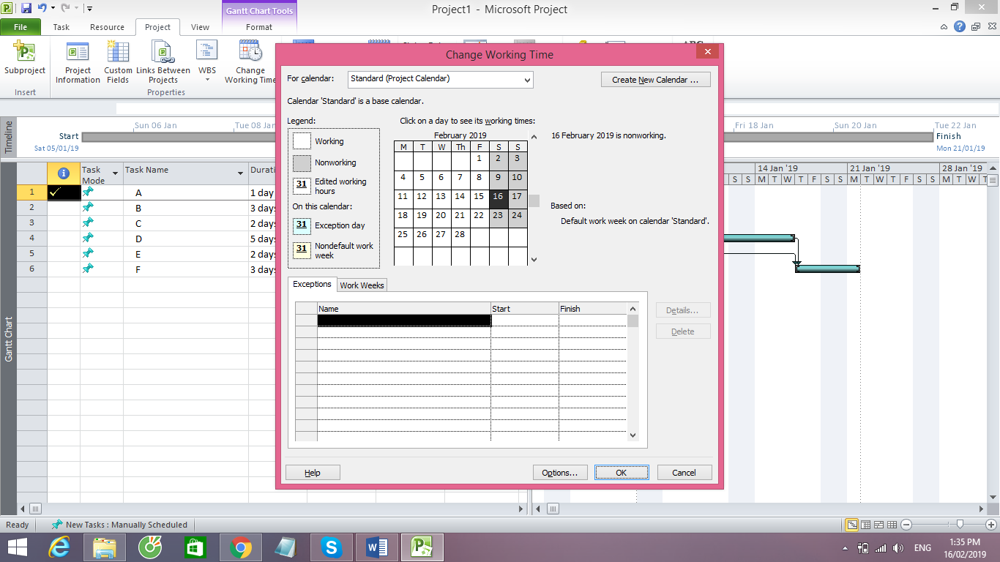 Project1 - Microsoft Project
Gantt Chart Tools
File Task Resource Project View Format
Subproject
Project Information
Custom Fields
Links Between Projects
WBS
Change Working Time
Insert
Properties
Timeline
Sun 06 Jan
Tue 08 Jan
Fri 18 Jan
Sun 20 Jan
Tue 22 Jan
Start
Sat 05/01/19
Finish
Mon 21/01/19
Task Mode
Task Name
14 Jan '19
21 Jan '19
28 Jan '19
S S M T W T F S S M T W T F S S M T W T
1 A 1 day
2 B 3 days
3 C 2 days
4 D 5 days
5 E 2 days
6 F 3 days
Gantt Chart
Change Working Time
For calendar: Standard (Project Calendar)
Create New Calendar ...
Calendar 'Standard' is a base calendar.
Legend:
Working
Nonworking
31 Edited working hours
On this calendar:
31 Exception day
31 Nondefault work week
Click on a day to see its working times:
February 2019
M T W Th F S S
1 2 3
4 5 6 7 8 9 10
11 12 13 14 15 16 17
18 19 20 21 22 23 24
25 26 27 28
16 February 2019 is nonworking.
Based on:
Default work week on calendar 'Standard'.
Exceptions Work Weeks
Name Start Finish
Details...
Delete
Help Options... OK Cancel
Ready
New Tasks : Manually Scheduled
ENG
1:35 PM
16/02/2019